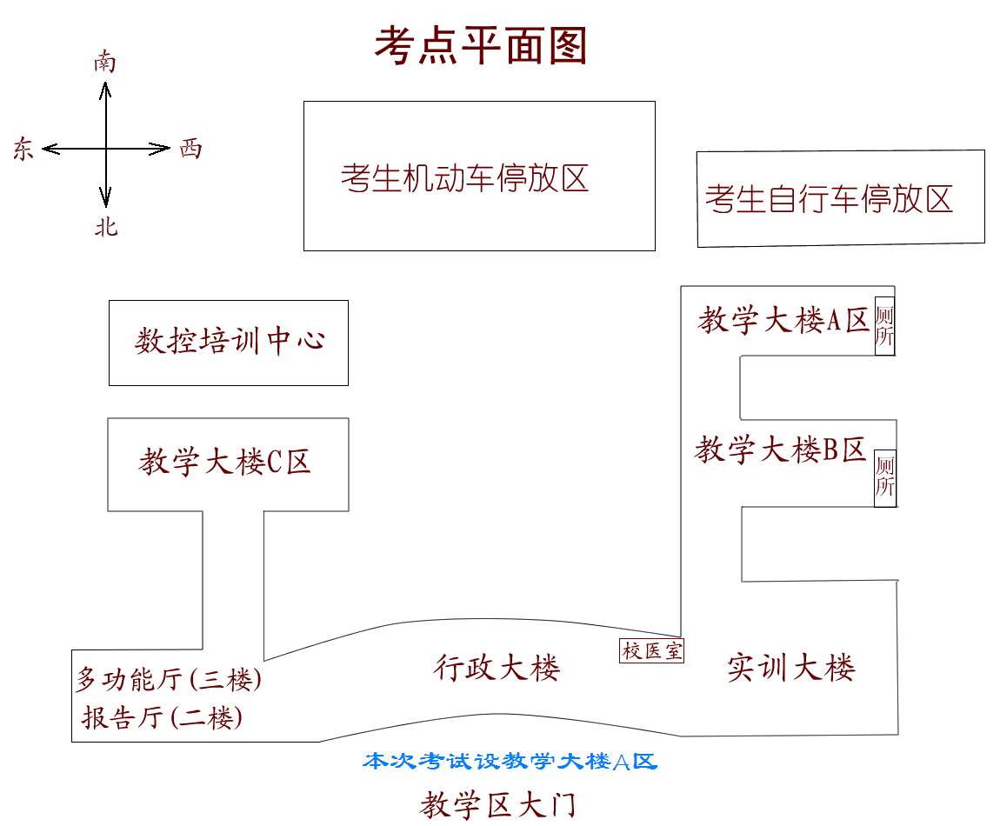 考点平面图
南
东
西
北
考生机动车停放区
考生自行车停放区
数控培训中心
教学大楼A区
厕所
教学大楼C区
教学大楼B区
厕所
校医室
行政大楼
实训大楼
多功能厅(三楼)
报告厅(二楼)
本次考试设教学大楼A区
教学区大门